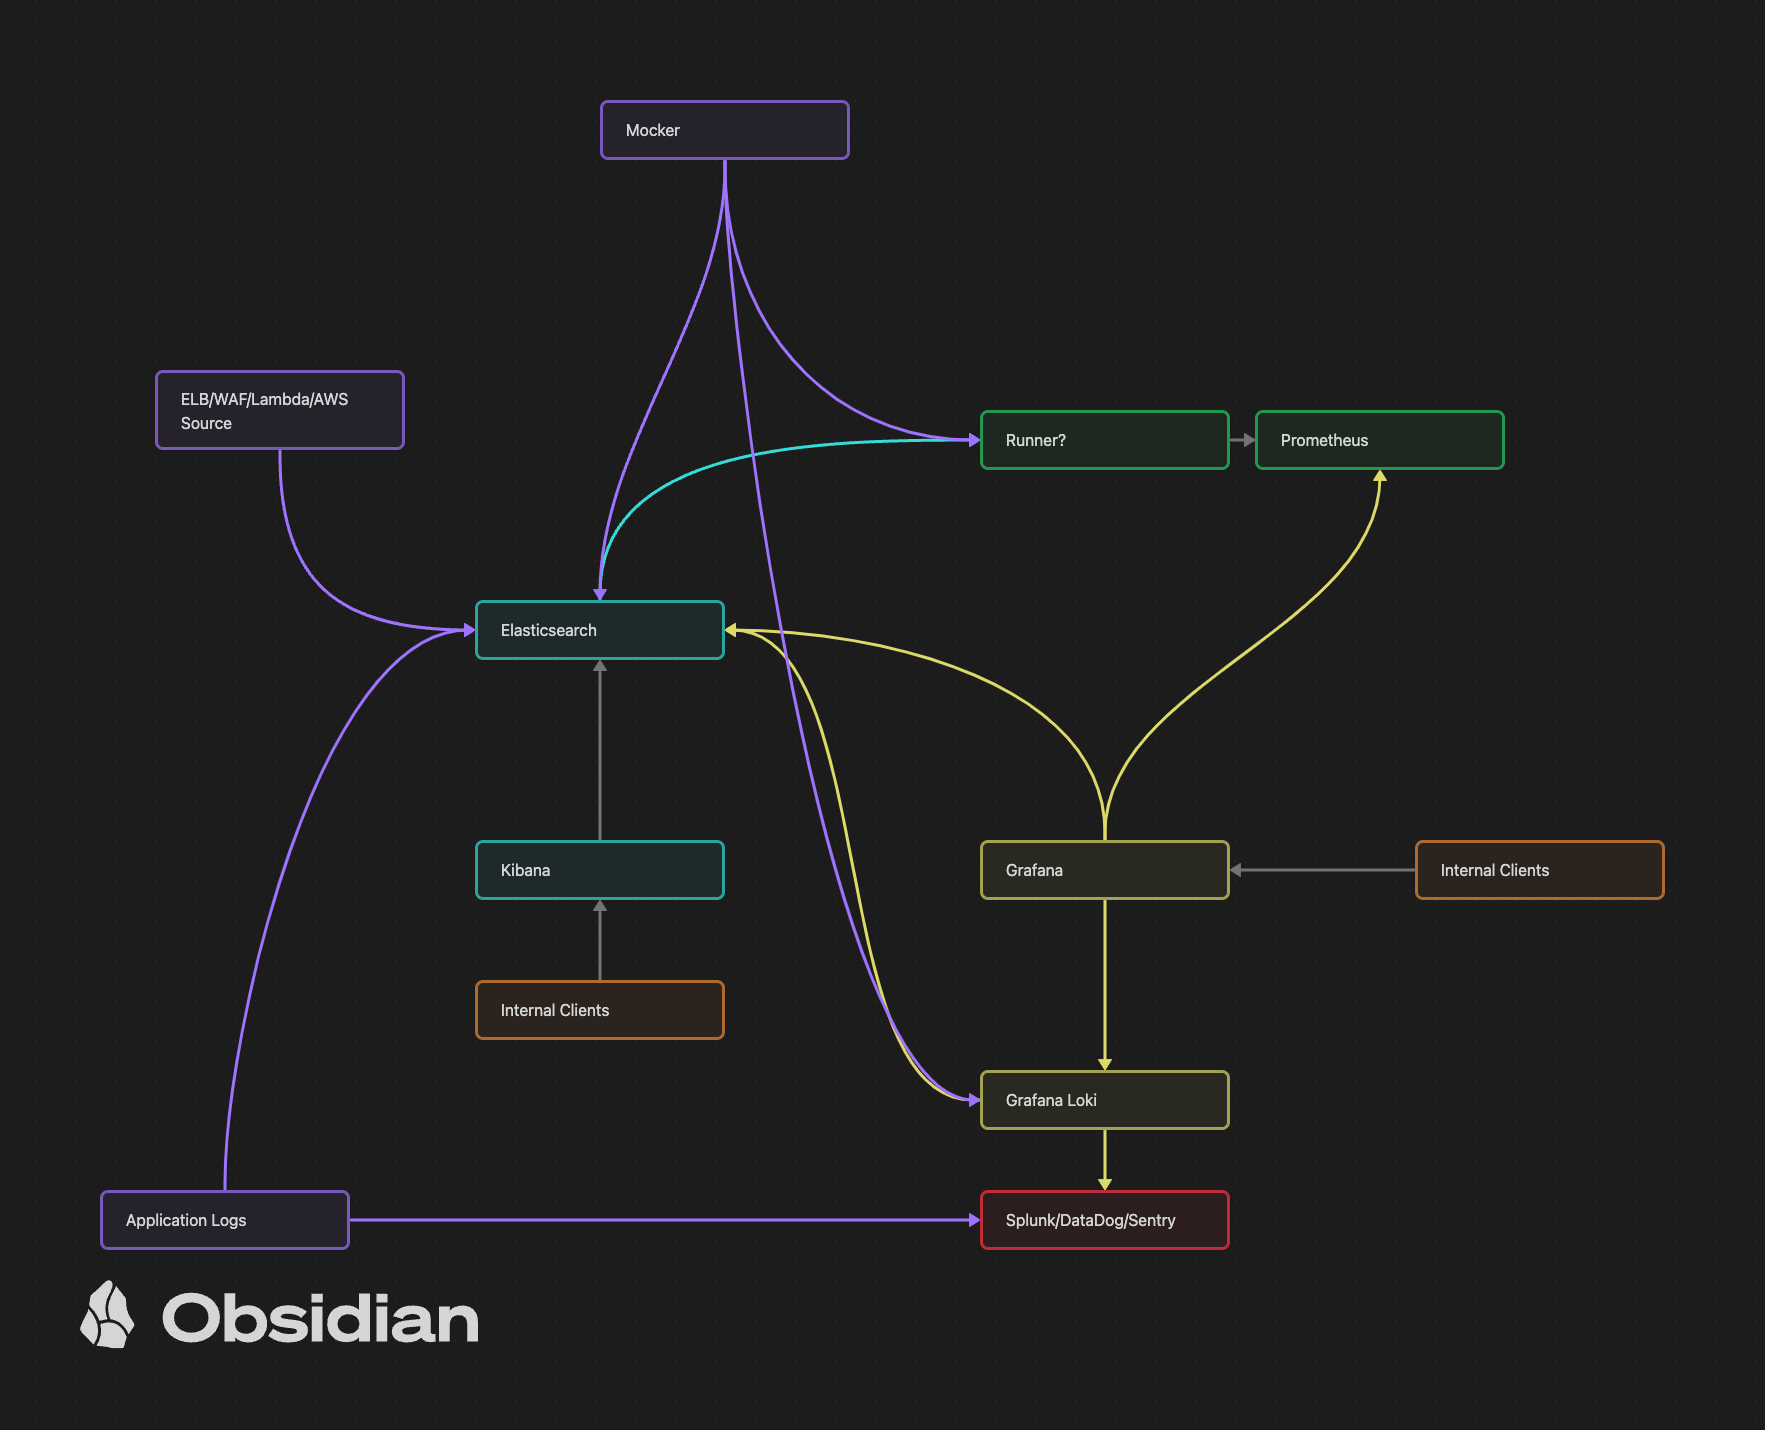 Mocker
ELB/WAF/Lambda/AWS
Source
Runner?
Prometheus
Elasticsearch
Kibana
Grafana
Internal Clients
Internal Clients
Grafana Loki
Application Logs
Splunk/DataDog/Sentry
Obsidian